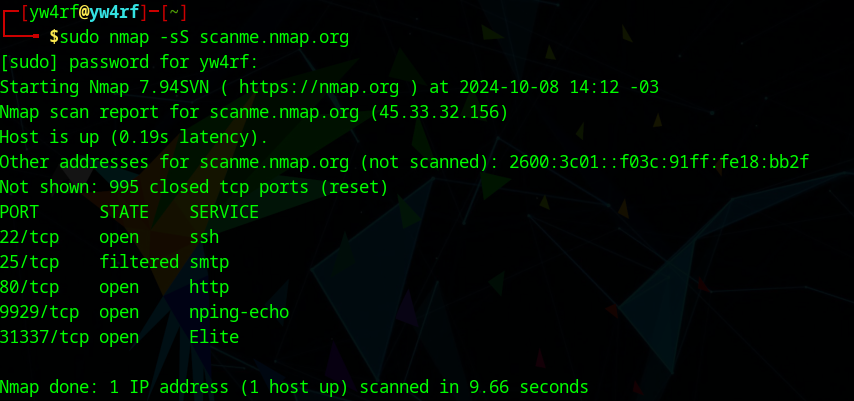 ┌─[yw4rf@yw4rf]─[~]
└──╼ $sudo nmap -sS scanme.nmap.org
[sudo] password for yw4rf:
Starting Nmap 7.94SVN ( https://nmap.org ) at 2024-10-08 14:12 -03
Nmap scan report for scanme.nmap.org (45.33.32.156)
Host is up (0.19s latency).
Other addresses for scanme.nmap.org (not scanned): 2600:3c01::f03c:91ff:fe18:bb2f
Not shown: 995 closed tcp ports (reset)
PORT      STATE    SERVICE
22/tcp    open     ssh
25/tcp    filtered smtp
80/tcp    open     http
9929/tcp  open     nping-echo
31337/tcp open     Elite
Nmap done: 1 IP address (1 host up) scanned in 9.66 seconds